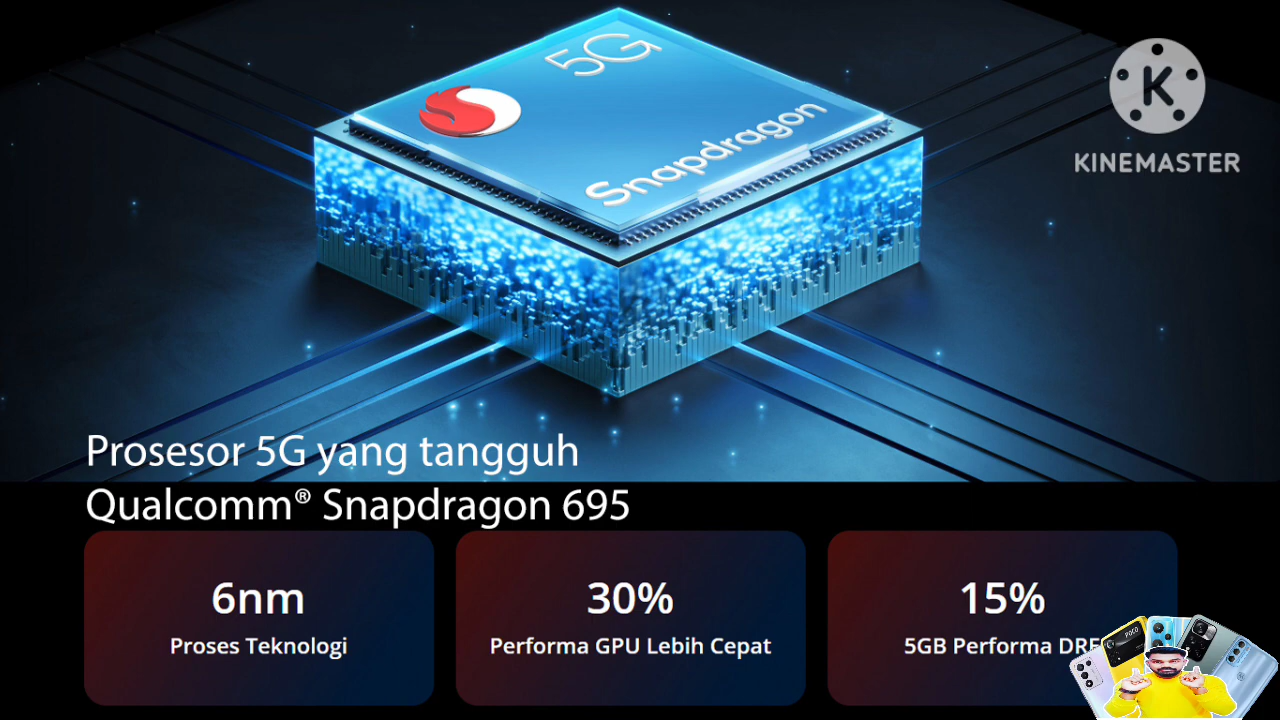 5G
Snapdragon
K
KINEMASTER
Prosesor 5G yang tangguh
Qualcomm® Snapdragon 695
6nm
Proses Teknologi
30%
Performa GPU Lebih Cepat
15%
5GB Performa
POCO